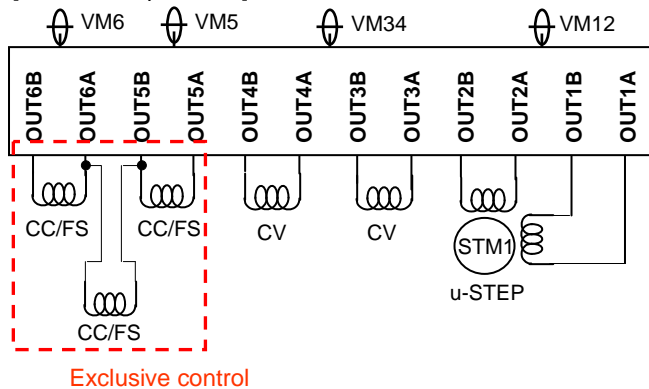 VM6 VM5 VM34 VM12
OUT6B OUT6A OUT5B OUT5A OUT4B OUT4A OUT3B OUT3A OUT2B OUT2A OUT1B OUT1A
CC/FS CC/FS CV CV STM1
u-STEP
CC/FS
Exclusive control